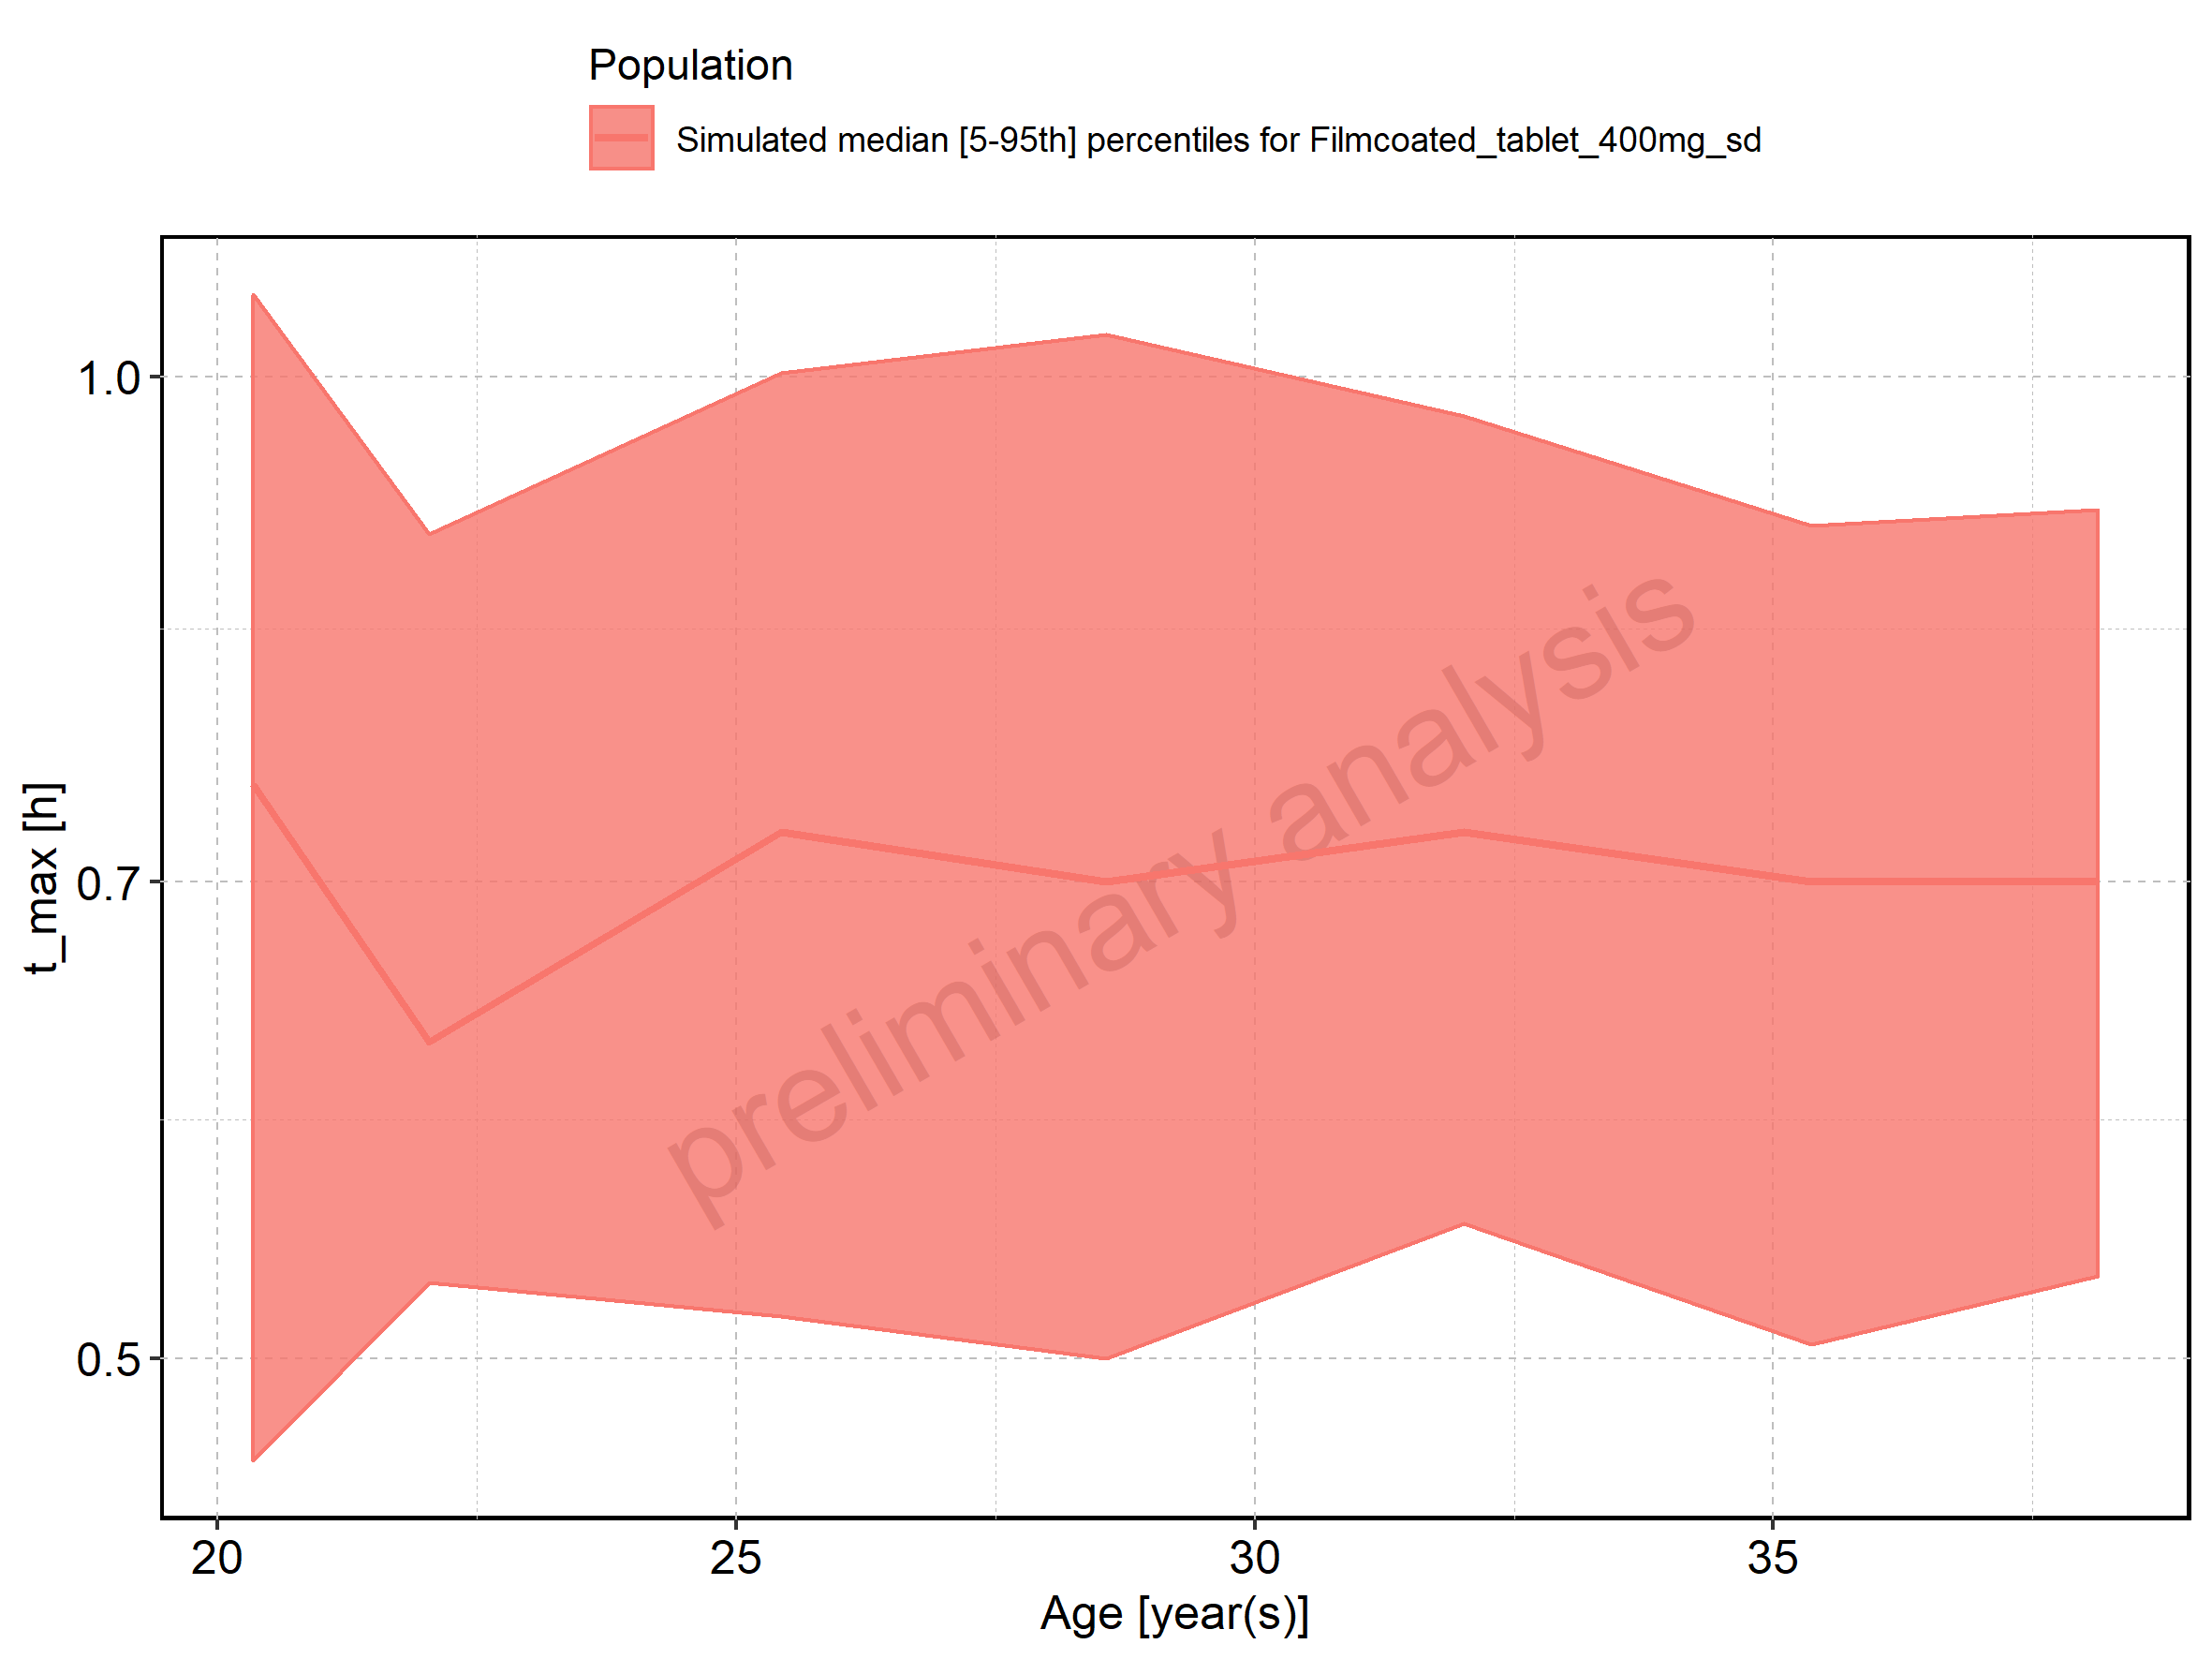 Population
Simulated median [5-95th] percentiles for Filmcoated_tablet_400mg_sd
1.0
0.7
0.5
t_max [h]
preliminary analysis
20 25 30 35
Age [year(s)]